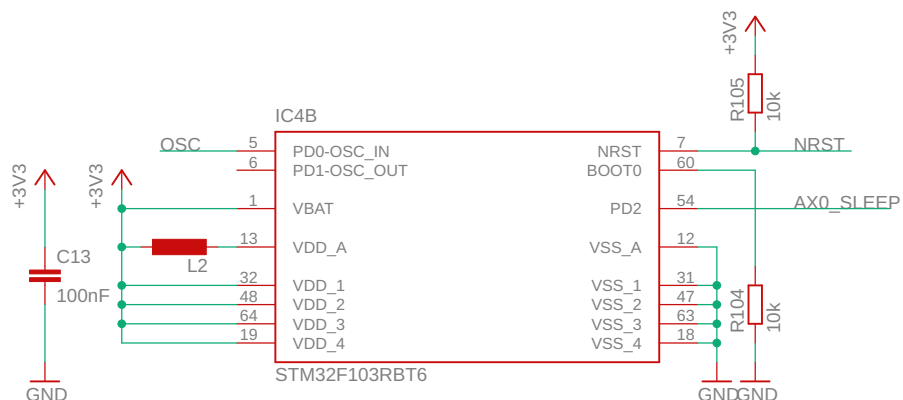 +3V3
R105
10k
IC4B
OSC
5
PD0-OSC_IN
NRST
7
NRST
6
PD1-OSC_OUT
BOOT0
60
+3V3
+3V3
1
VBAT
PD2
54
AX0_SLEEP
13
VDD_A
VSS_A
12
C13
L2
100nF
32
VDD_1
VSS_1
31
48
VDD_2
VSS_2
47
R104
10k
64
VDD_3
VSS_3
63
19
VDD_4
VSS_4
18
STM32F103RBT6
GND
GND
GND